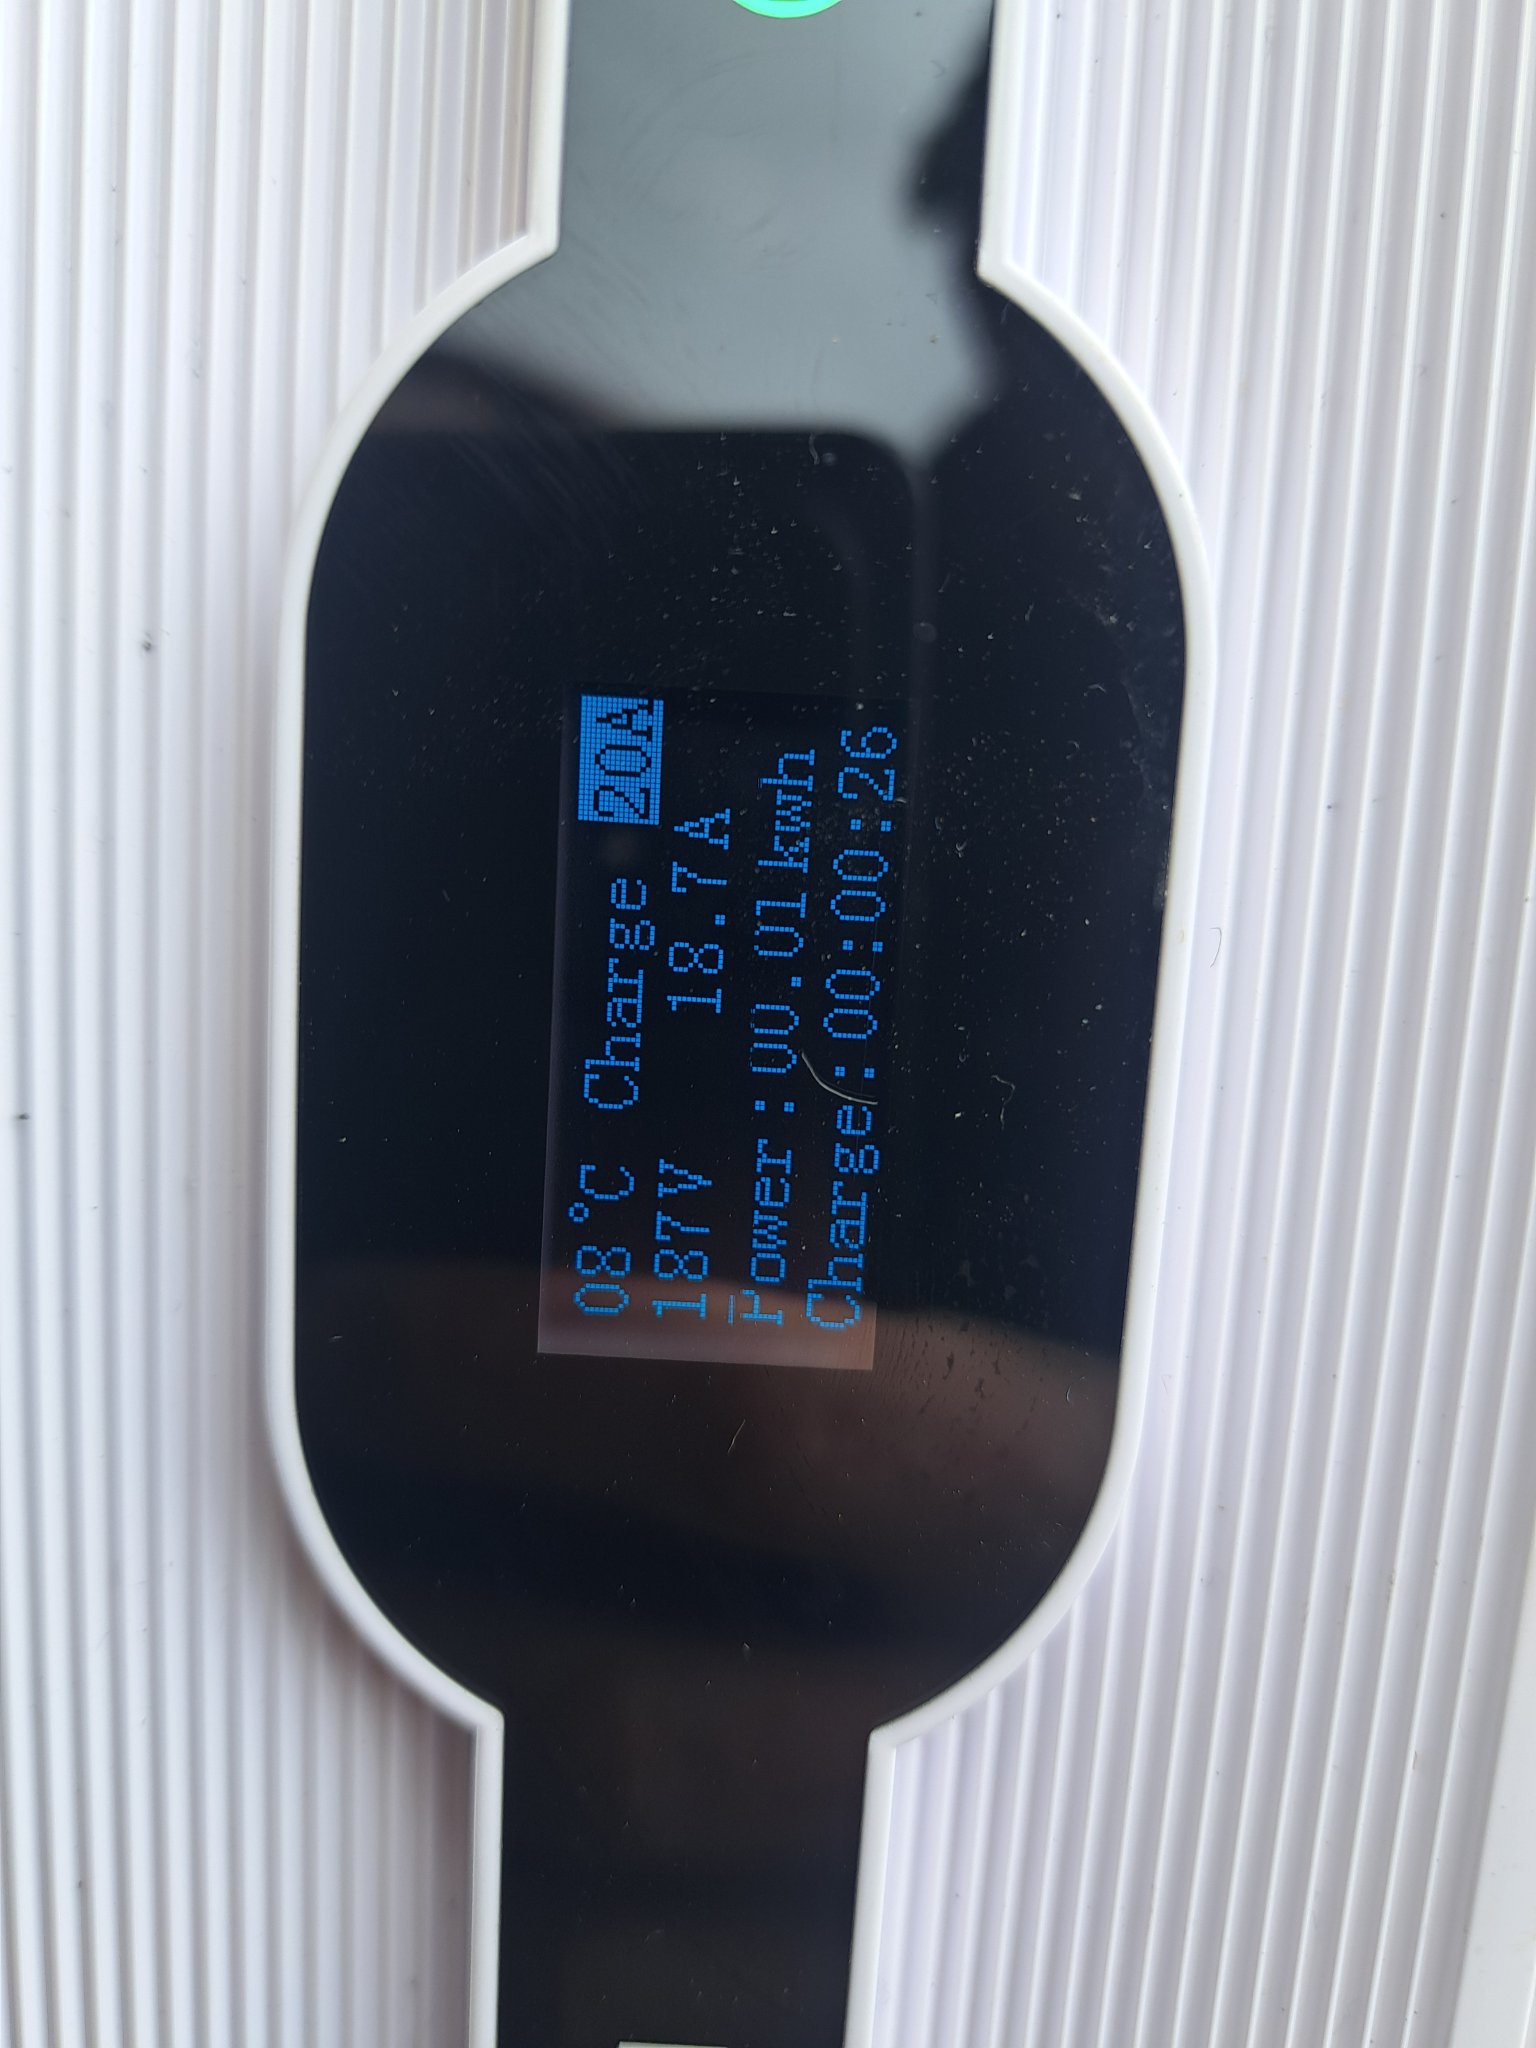 08°C Charge 20A
187V 18.7A
Power:00.01kwh
Charge:00:00:26